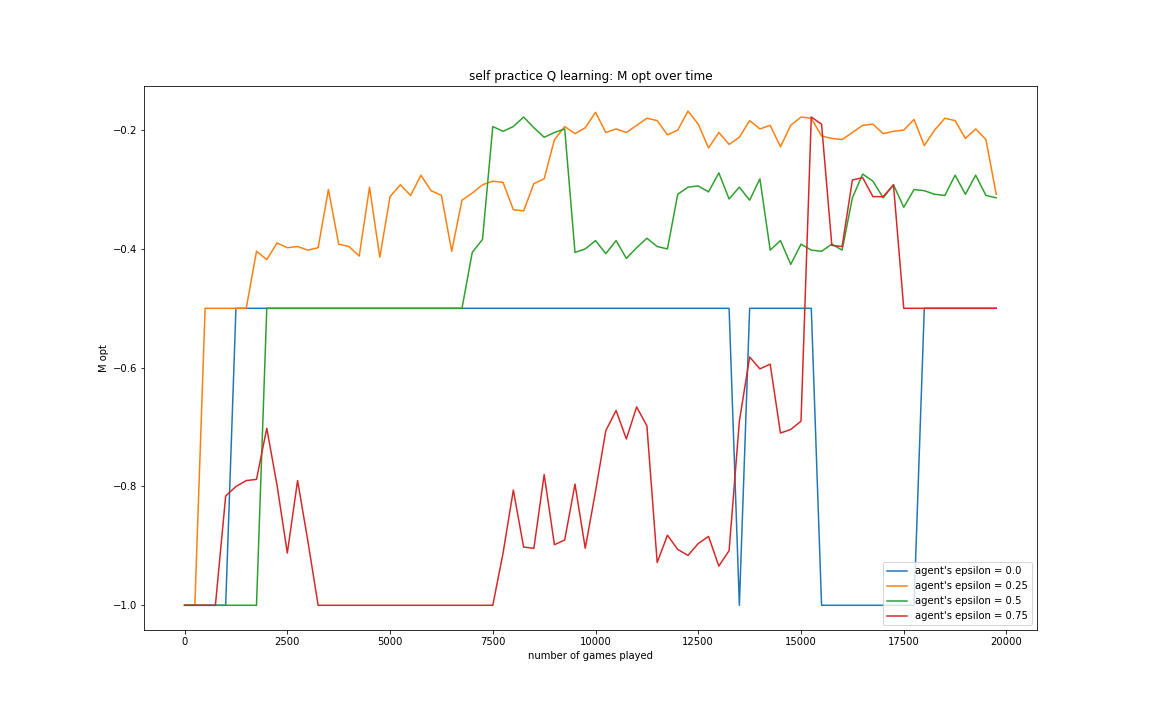 self practice Q learning: M opt over time
M opt
−0.2
−0.4
−0.6
−0.8
−1.0
0
2500
5000
7500
10000
12500
15000
17500
20000
number of games played
agent's epsilon = 0.0
agent's epsilon = 0.25
agent's epsilon = 0.5
agent's epsilon = 0.75